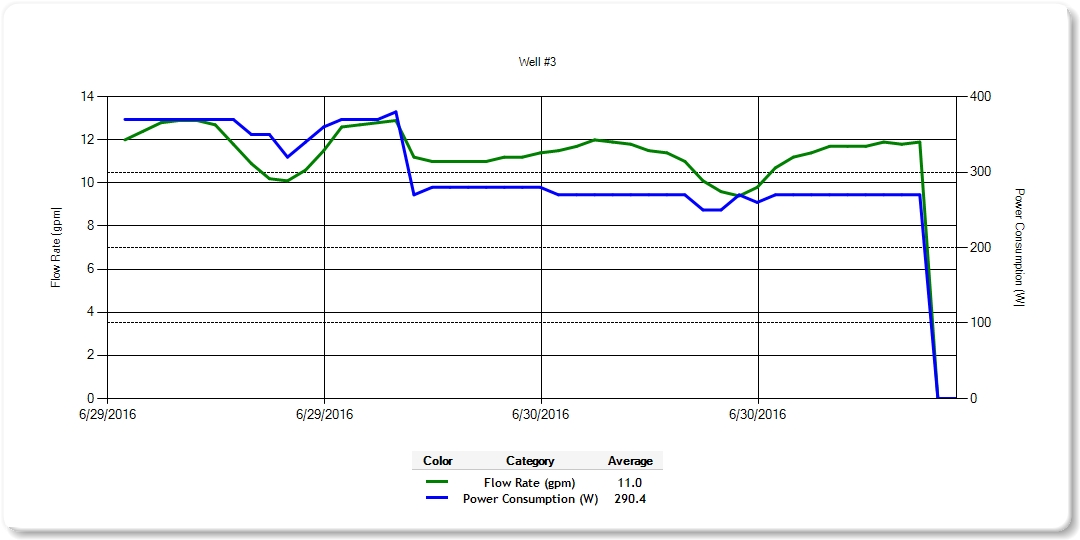 Well #3
14
12
10
8
6
4
2
0
Flow Rate (gpm)
400
300
200
100
0
Power Consumption (W)
6/29/2016 6/29/2016 6/30/2016 6/30/2016
Color Category Average
Flow Rate (gpm) 11.0
Power Consumption (W) 290.4